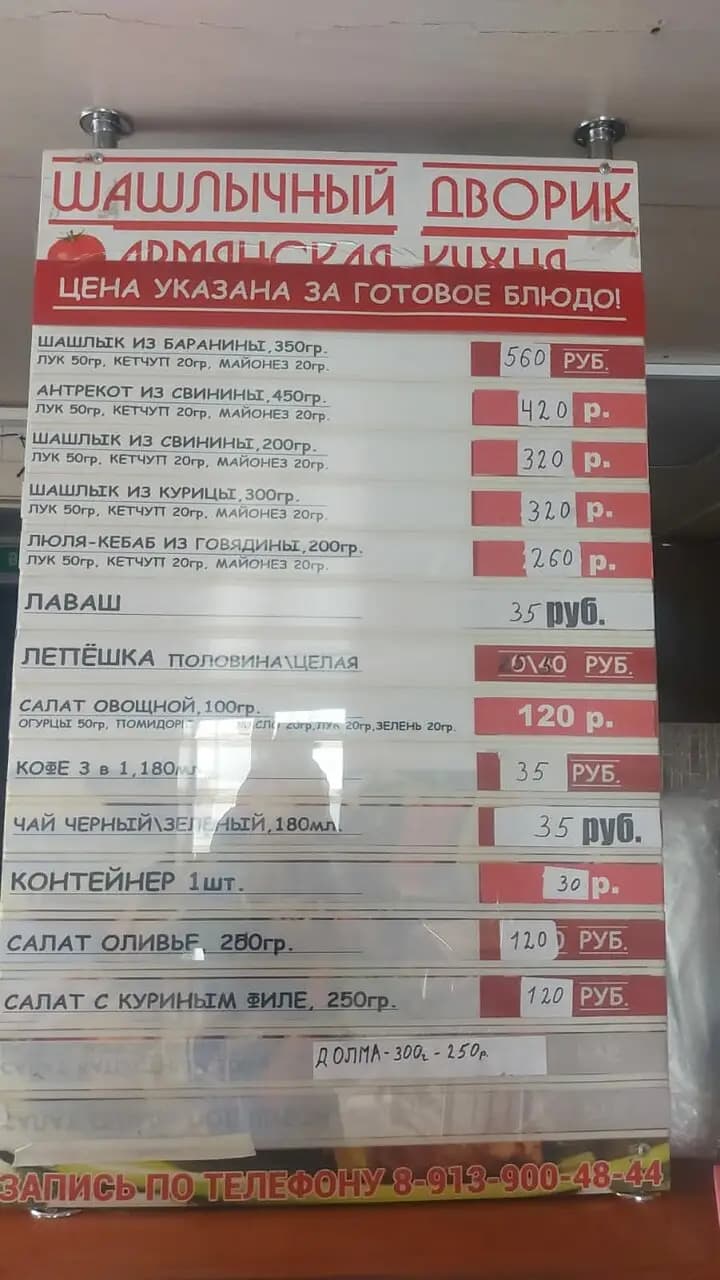 ШАШЛЫЧНЫЙ ДВОРИК
АРМЯНСКАЯ КУХНЯ
ЦЕНА УКАЗАНА ЗА ГОТОВОЕ БЛЮДО!
ШАШЛЫК ИЗ БАРАНИНЫ,350гр. 560 РУБ.
ЛУК 50гр, КЕТЧУП 20гр, МАЙОНЕЗ 20гр.
АНТРЕКОТ ИЗ СВИНИНЫ,450гр. 420 р.
ЛУК 50гр, КЕТЧУП 20гр, МАЙОНЕЗ 20гр.
ШАШЛЫК ИЗ СВИНИНЫ,200гр. 320 р.
ЛУК 50гр, КЕТЧУП 20гр, МАЙОНЕЗ 20гр.
ШАШЛЫК ИЗ КУРИЦЫ,300гр. 320 р.
ЛУК 50гр, КЕТЧУП 20гр, МАЙОНЕЗ 20гр.
ЛЮЛЯ-КЕБАБ ИЗ ГОВЯДИНЫ,200гр. 260 р.
ЛУК 50гр, КЕТЧУП 20гр, МАЙОНЕЗ 20гр.
ЛАВАШ 35 руб.
ЛЕПЁШКА ПОЛОВИНА\ЦЕЛАЯ РУБ.
САЛАТ ОВОЩНОЙ,100гр. 120 р.
ОГУРЦЫ 50гр, 20гр,ЛУК 20гр,ЗЕЛЕНЬ 20гр.
КОФЕ 3 в 1,180мл. 35 РУБ.
ЧАЙ ЧЕРНЫЙ\ЗЕЛЕНЫЙ,180мл. 35 руб.
КОНТЕЙНЕР 1шт. 30 р.
САЛАТ ОЛИВЬЕ, 250гр. 120 РУБ.
САЛАТ С КУРИНЫМ ФИЛЕ, 250гр. 120 РУБ.
ДОЛМА-300г-250р.
ЗАПИСЬ ПО ТЕЛЕФОНУ 8-913-900-48-44